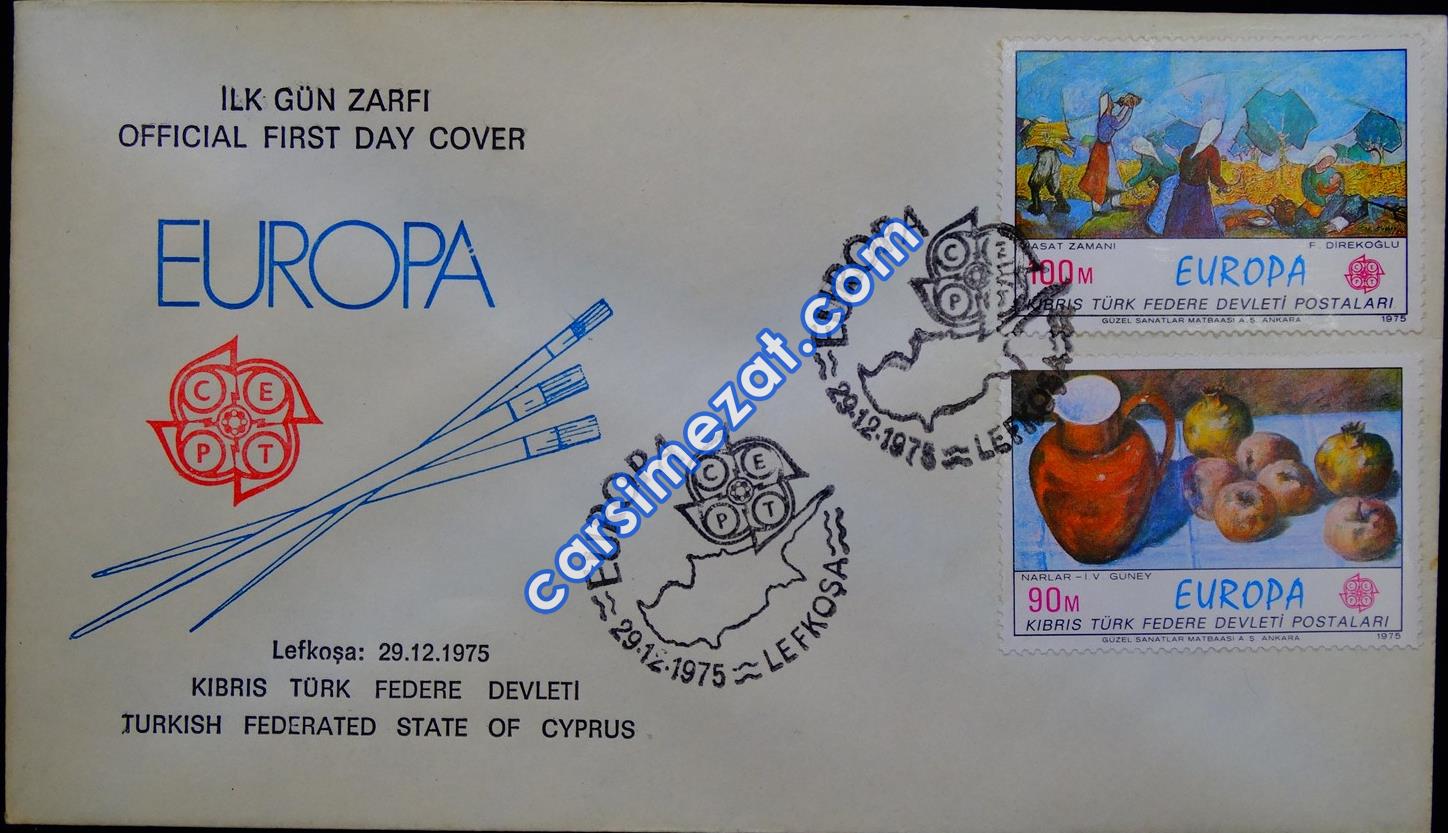 İLK GÜN ZARFI
OFFICIAL FIRST DAY COVER
EUROPA
C E
P T
Lefkoşa: 29.12.1975
KIBRIS TÜRK FEDERE DEVLETİ
TURKISH FEDERATED STATE OF CYPRUS
EUROPA
C E
P T
29.12.1975
LEFKOŞA
EUROPA
C E
P T
29.12.1975
LEFKOŞA
carsimezat.com
ASAT ZAMANI F. DIREKOĞLU
100M EUROPA
KIBRIS TÜRK FEDERE DEVLETİ POSTALARI
GÜZEL SANATLAR MATBAASI A.Ş. ANKARA 1975
NARLAR – I.V GÜNEY
90M EUROPA
KIBRIS TÜRK FEDERE DEVLETİ POSTALARI
GÜZEL SANATLAR MATBAASI A.Ş. ANKARA 1975